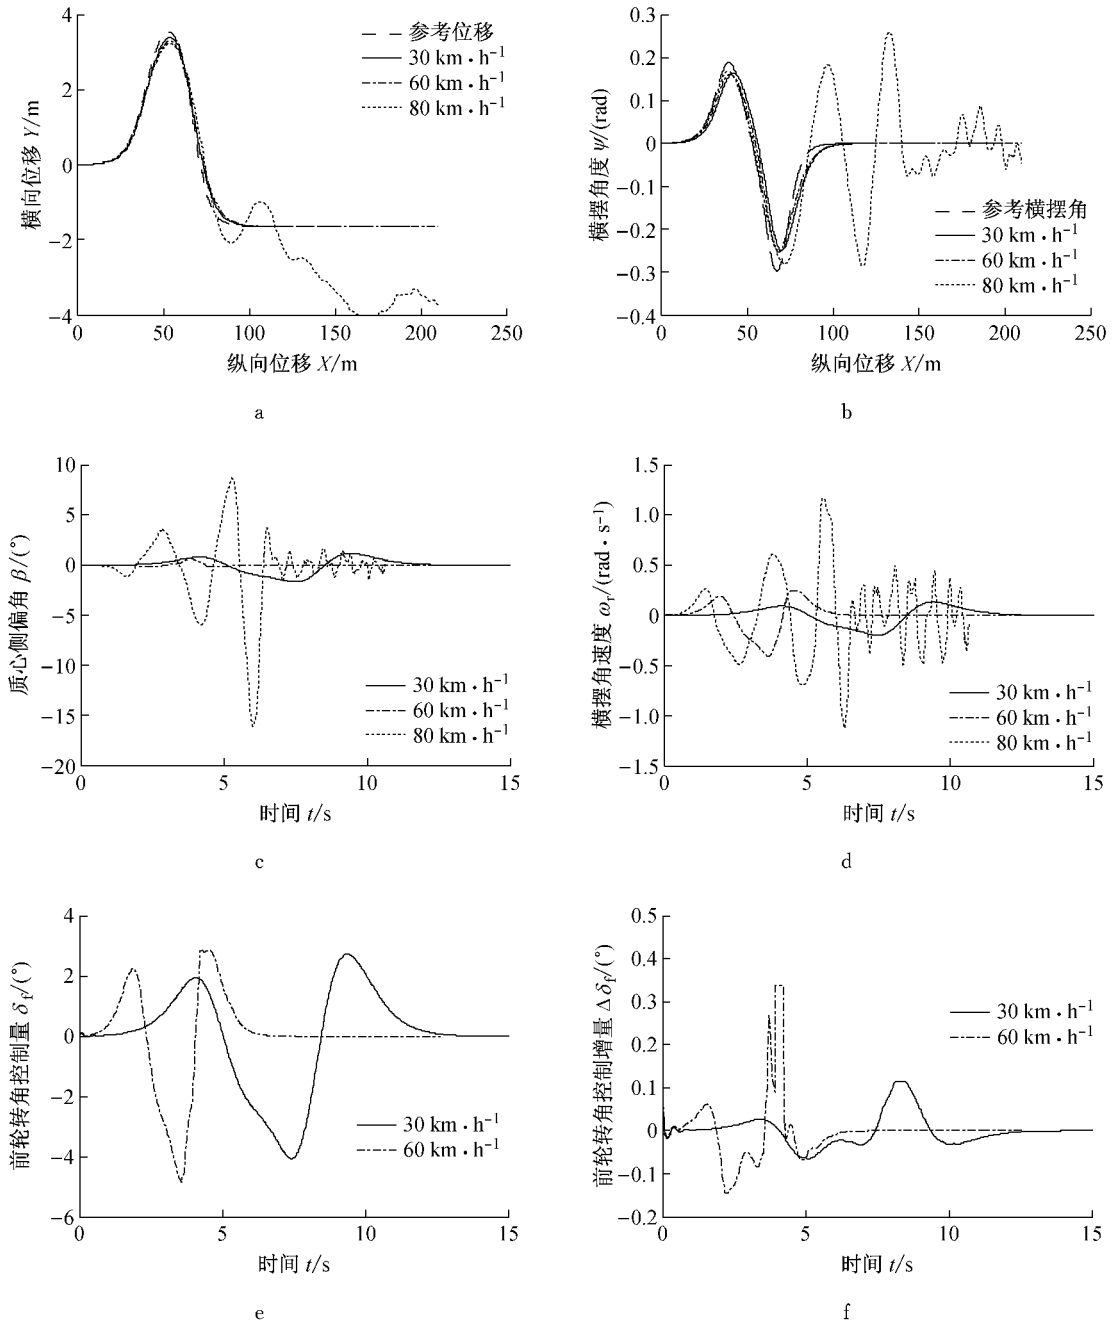 4
2
0
−2
−4
0
50
100
150
200
250
横向位移 Y/m
纵向位移 X/m
参考位移
30 km·h⁻¹
60 km·h⁻¹
80 km·h⁻¹
a
0.3
0.2
0.1
0
−0.1
−0.2
−0.3
−0.4
0
50
100
150
200
250
横摆角度 ψ/(rad)
纵向位移 X/m
参考横摆角
30 km·h⁻¹
60 km·h⁻¹
80 km·h⁻¹
b
10
5
0
−5
−10
−15
−20
0
5
10
15
质心侧偏角 β/(°)
时间 t/s
30 km·h⁻¹
60 km·h⁻¹
80 km·h⁻¹
c
1.5
1.0
0.5
0
−0.5
−1.0
−1.5
0
5
10
15
横摆角速度 ωr/(rad·s⁻¹)
时间 t/s
30 km·h⁻¹
60 km·h⁻¹
80 km·h⁻¹
d
4
2
0
−2
−4
−6
0
5
10
15
前轮转角控制量 δf/(°)
时间 t/s
30 km·h⁻¹
60 km·h⁻¹
e
0.5
0.4
0.3
0.2
0.1
0
−0.1
−0.2
0
5
10
15
前轮转角控制增量 Δδf/(°)
时间 t/s
30 km·h⁻¹
60 km·h⁻¹
f